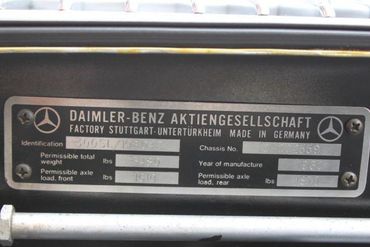 DAIMLER-BENZ AKTIENGESELLSCHAFT
FACTORY STUTTGART-UNTERTÜRKHEIM MADE IN GERMANY
Identification Chassis No.
Permissible total weight lbs Year of manufacture
Permissible axle load, front lbs Permissible axle load, rear lbs